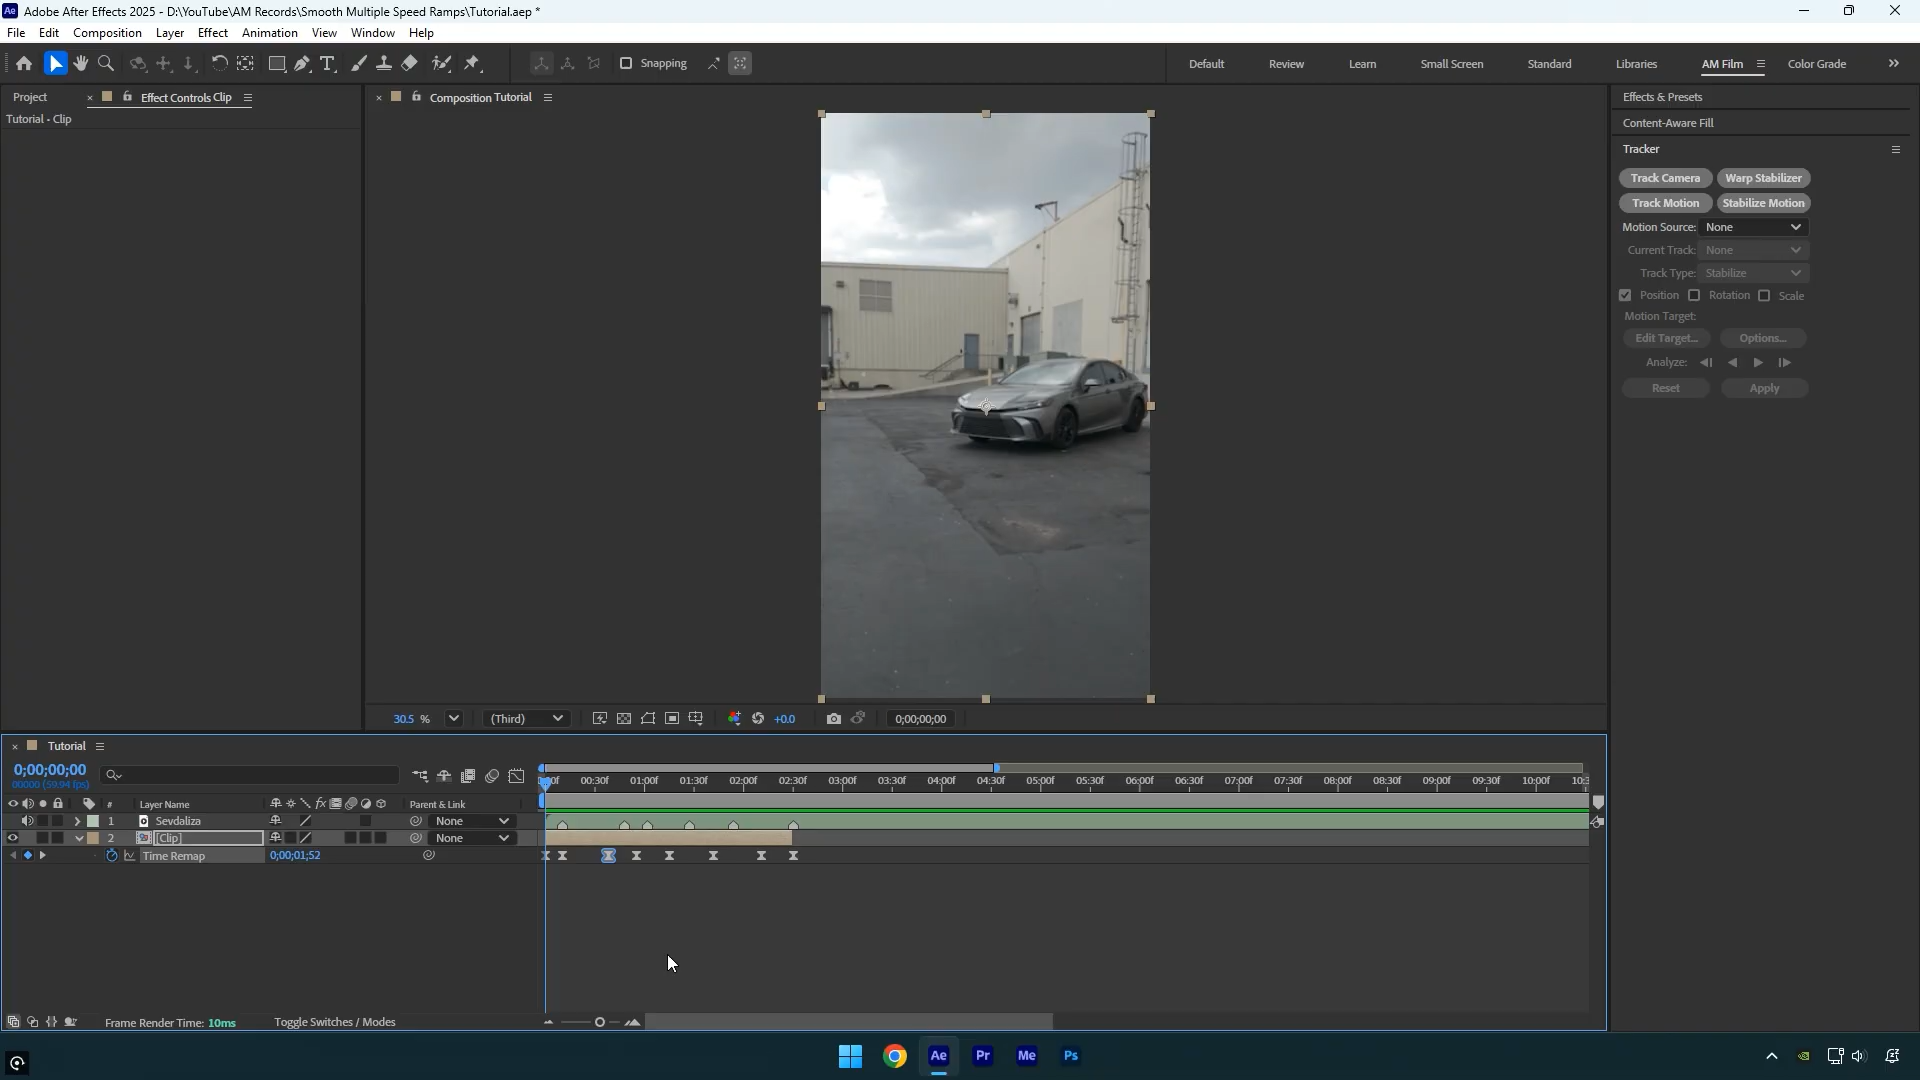 Adobe After Effects 2025 - D:\YouTube\AM Records\Smooth Multiple Speed Ramps\Tutorial.aep *
File Edit Composition Layer Effect Animation View Window Help
Snapping
Default Review Learn Small Screen Standard Libraries AM Film Color Grade
Project Effect Controls Clip
Composition Tutorial
Effects & Presets
Tutorial - Clip
Content-Aware Fill
Tracker
Track Camera Warp Stabilizer
Track Motion Stabilize Motion
Motion Source: None
Current Track: None
Track Type: Stabilize
Position Rotation Scale
Motion Target:
Edit Target... Options...
Analyze:
Reset Apply
30.5 % (Third) +0.0 0;00;00;00
Tutorial
0;00;00;00
00000 (59.94 fps)
00:30f 01:00f 01:30f 02:00f 02:30f 03:00f 03:30f 04:00f 04:30f 05:00f 05:30f 06:00f 06:30f 07:00f 07:30f 08:00f 08:30f 09:00f 09:30f 10:00f
# Layer Name fx Parent & Link
1 Sevdaliza None
2 [Clip] None
Time Remap 0;00;01;52
Frame Render Time: 10ms Toggle Switches / Modes
Ae Pr Me Ps